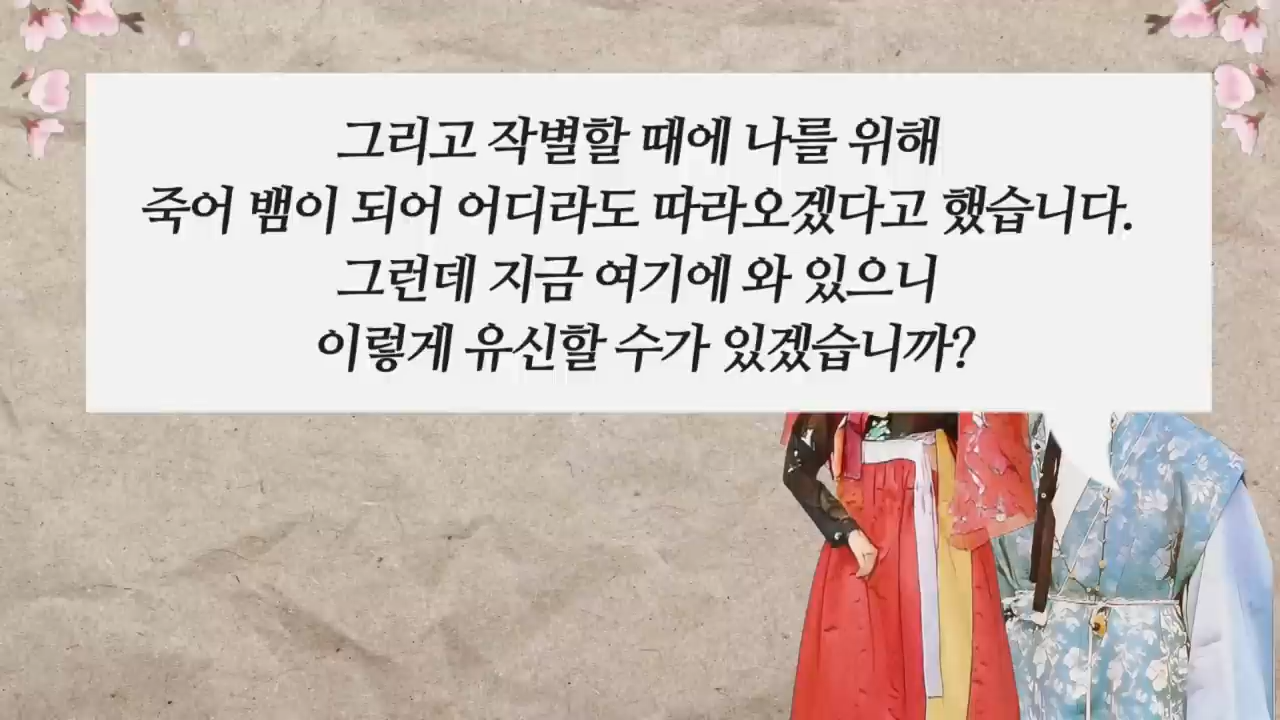 그리고 작별할 때에 나를 위해
죽어 뱀이 되어 어디라도 따라오겠다고 했습니다.
그런데 지금 여기에 와 있으니
이렇게 유신할 수가 있겠습니까?